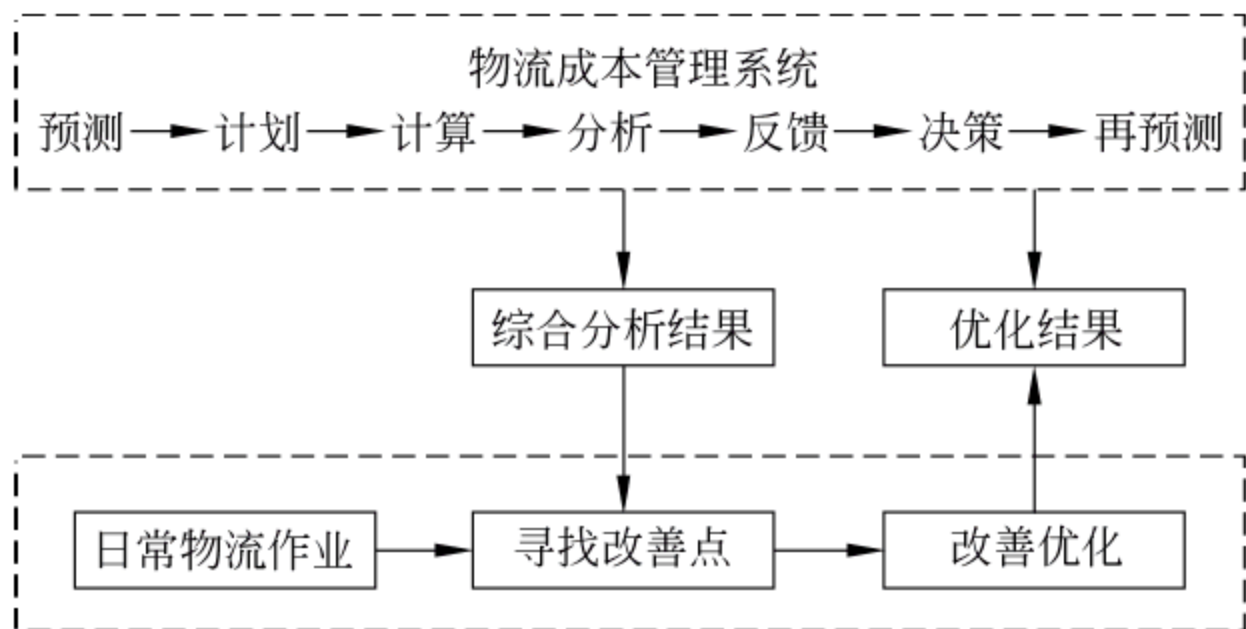 物流成本管理系统
预测 计划 计算 分析 反馈 决策 再预测
综合分析结果 优化结果
日常物流作业 寻找改善点 改善优化